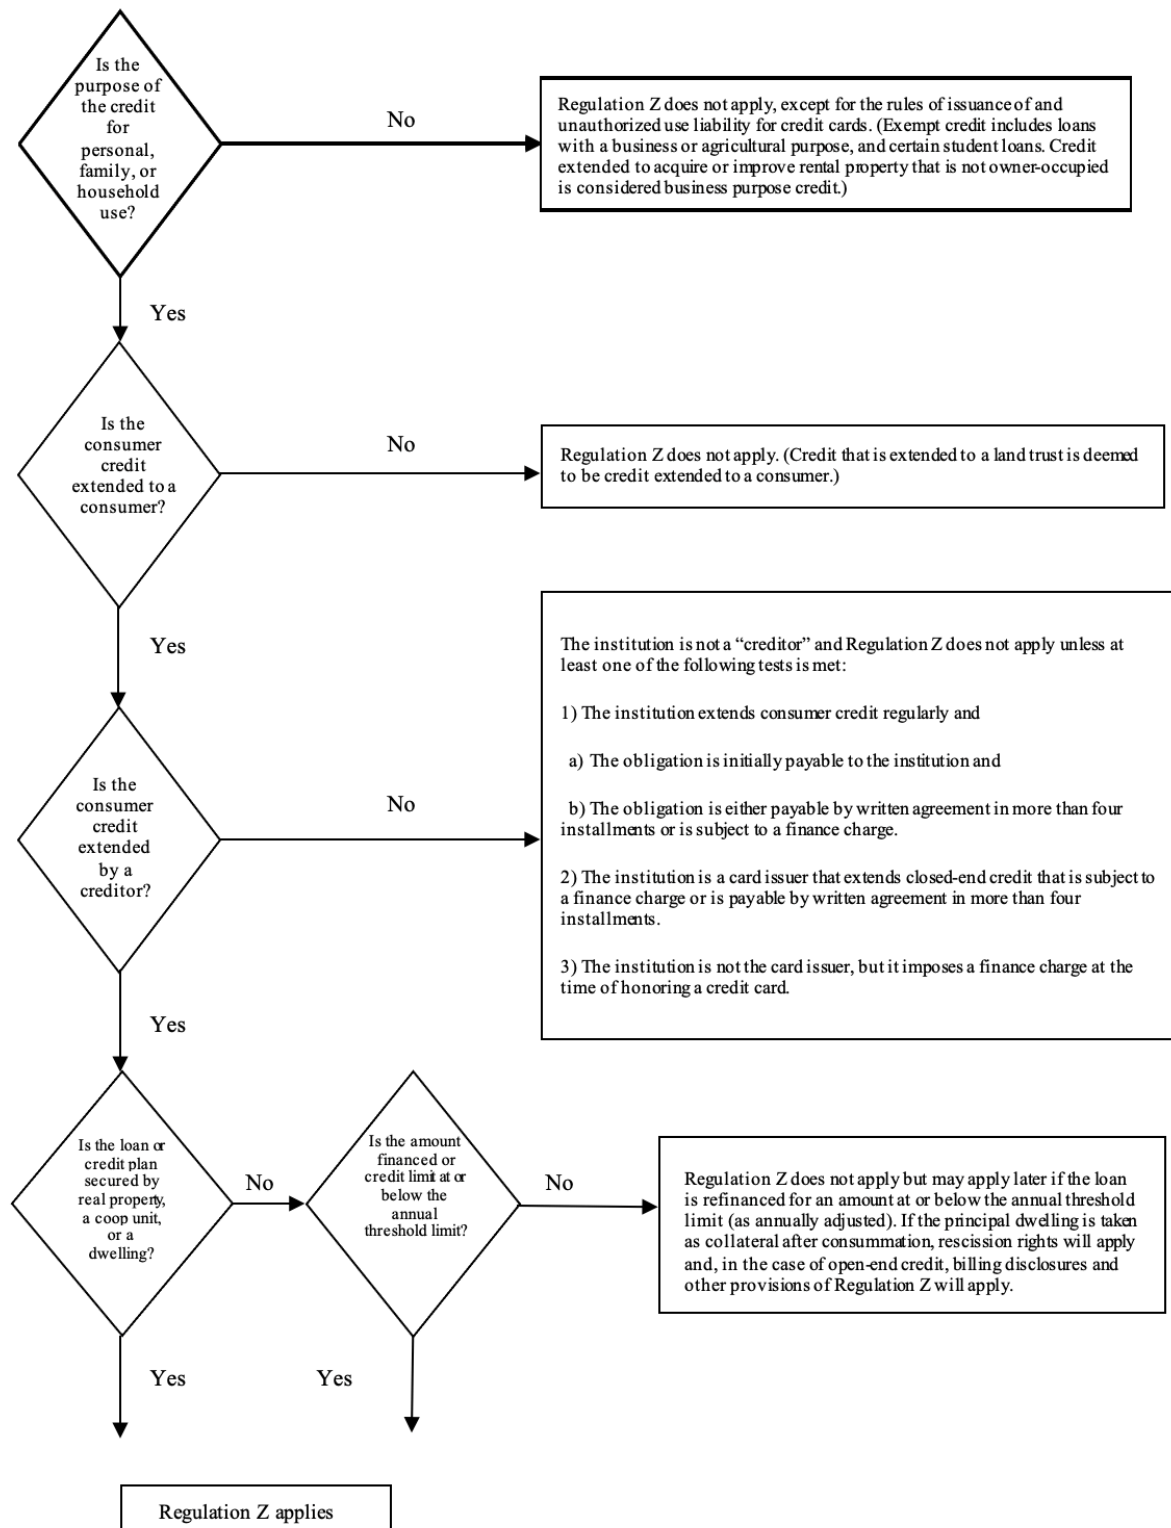 Is the
purpose of
the credit
for
personal,
family, or
household
use?
No
Regulation Z does not apply, except for the rules of issuance of and
unauthorized use liability for credit cards. (Exempt credit includes loans
with a business or agricultural purpose, and certain student loans. Credit
extended to acquire or improve rental property that is not owner-occupied
is considered business purpose credit.)
Yes
Is the
consumer
credit
extended to a
consumer?
No
Regulation Z does not apply. (Credit that is extended to a land trust is deemed
to be credit extended to a consumer.)
Yes
Is the
consumer
credit
extended
by a
creditor?
No
The institution is not a “creditor” and Regulation Z does not apply unless at
least one of the following tests is met:
1) The institution extends consumer credit regularly and
a) The obligation is initially payable to the institution and
b) The obligation is either payable by written agreement in more than four
installments or is subject to a finance charge.
2) The institution is a card issuer that extends closed-end credit that is subject to
a finance charge or is payable by written agreement in more than four
installments.
3) The institution is not the card issuer, but it imposes a finance charge at the
time of honoring a credit card.
Yes
Is the loan or
credit plan
secured by
real property,
a coop unit,
or a
dwelling?
No
Is the amount
financed or
credit limit at or
below the
annual
threshold limit?
No
Regulation Z does not apply but may apply later if the loan
is refinanced for an amount at or below the annual threshold
limit (as annually adjusted). If the principal dwelling is taken
as collateral after consummation, rescission rights will apply
and, in the case of open-end credit, billing disclosures and
other provisions of Regulation Z will apply.
Yes
Yes
Regulation Z applies